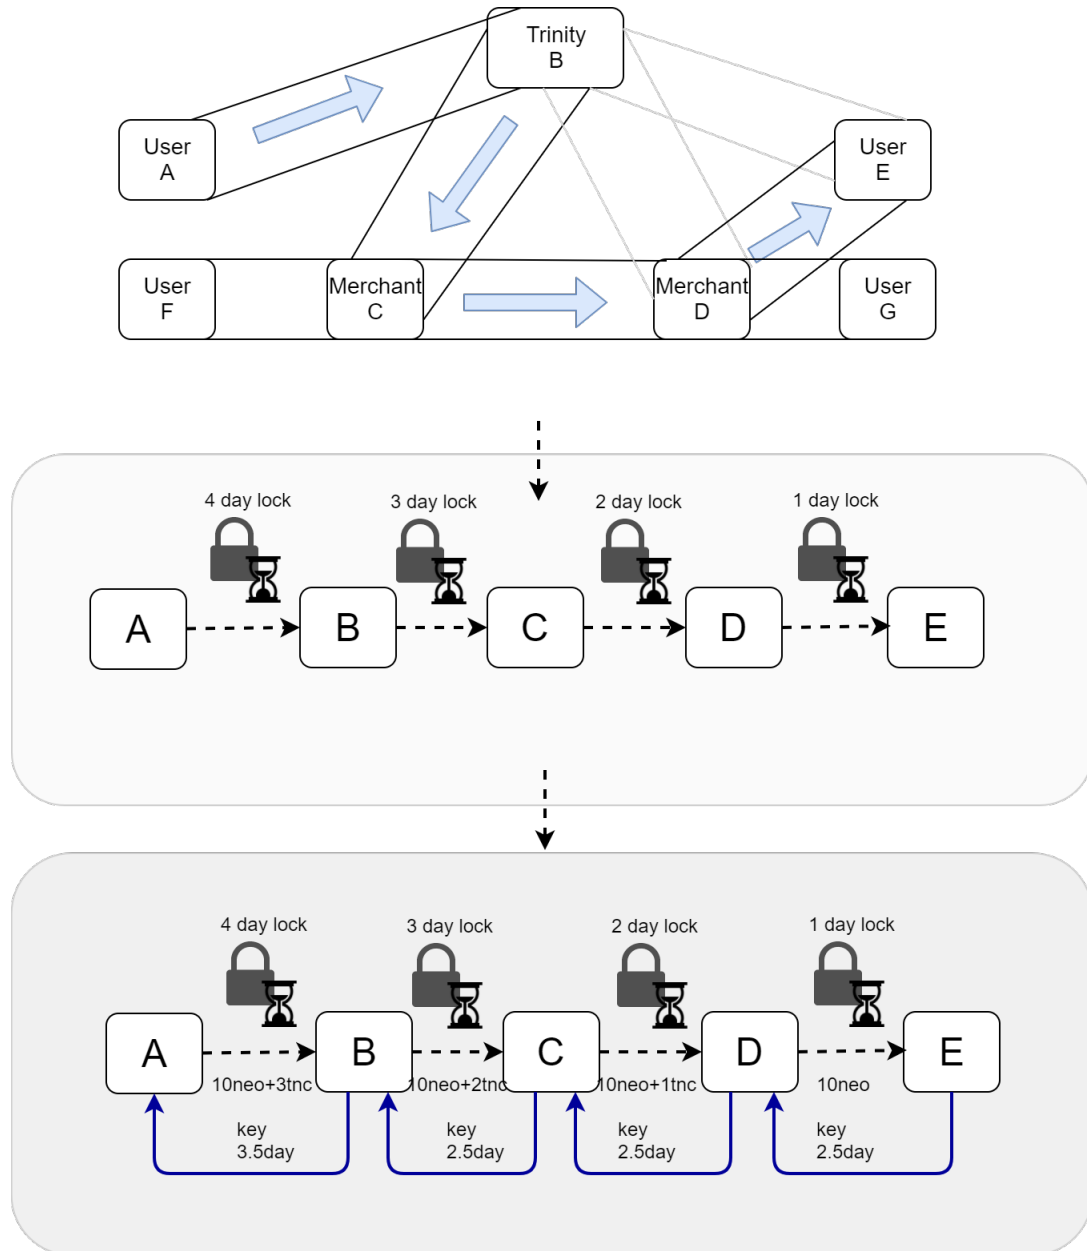 Trinity
B
User
A
User
E
User
F
Merchant
C
Merchant
D
User
G
4 day lock
3 day lock
2 day lock
1 day lock
A
B
C
D
E
4 day lock
3 day lock
2 day lock
1 day lock
A
B
C
D
E
10neo+3tnc
10neo+2tnc
10neo+1tnc
10neo
key
3.5day
key
2.5day
key
2.5day
key
2.5day